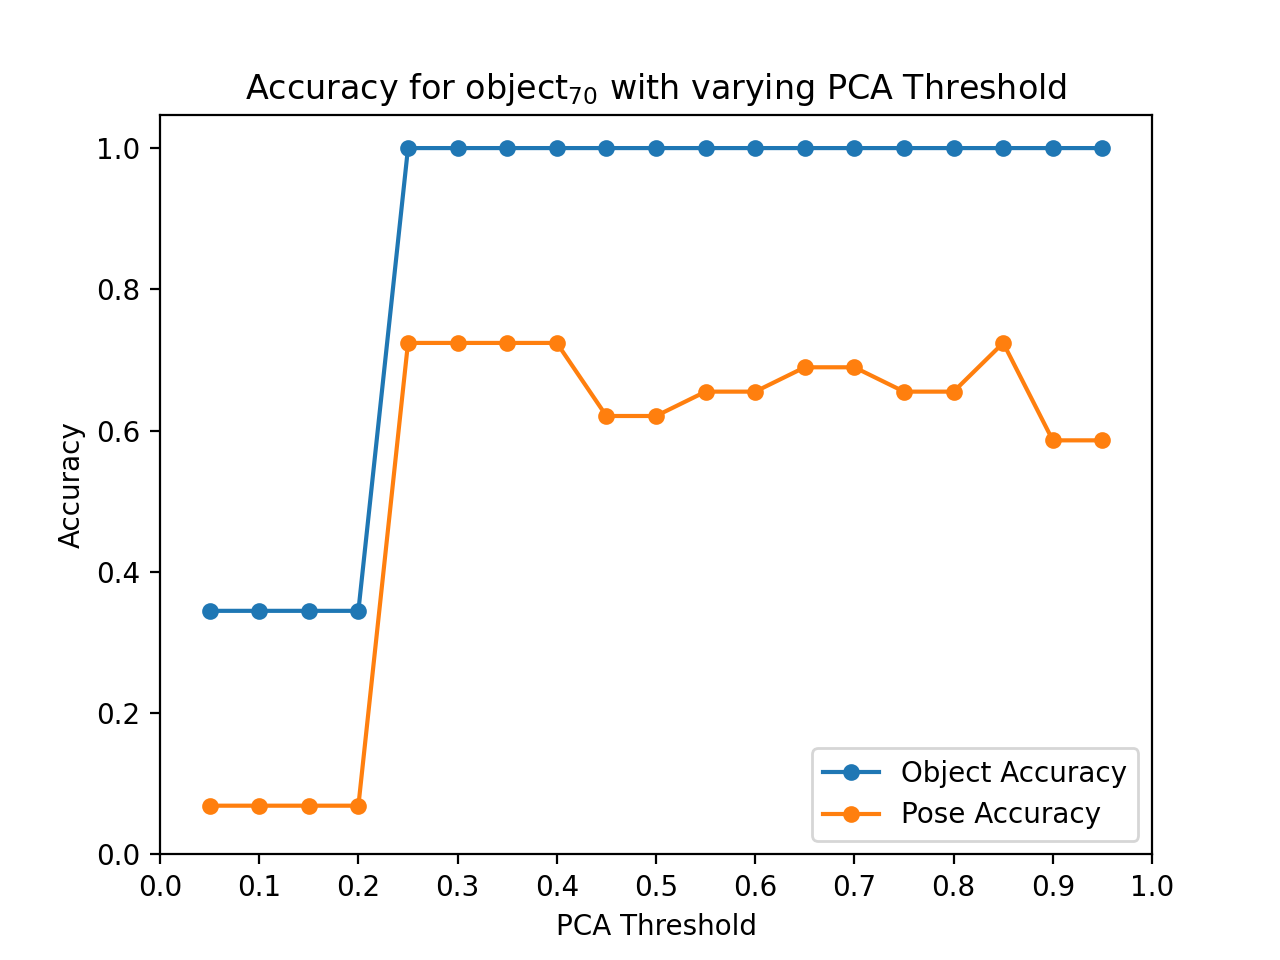 Accuracy for object₇₀ with varying PCA Threshold
1.0
0.8
0.6
0.4
0.2
0.0
Accuracy
0.0 0.1 0.2 0.3 0.4 0.5 0.6 0.7 0.8 0.9 1.0
PCA Threshold
Object Accuracy
Pose Accuracy